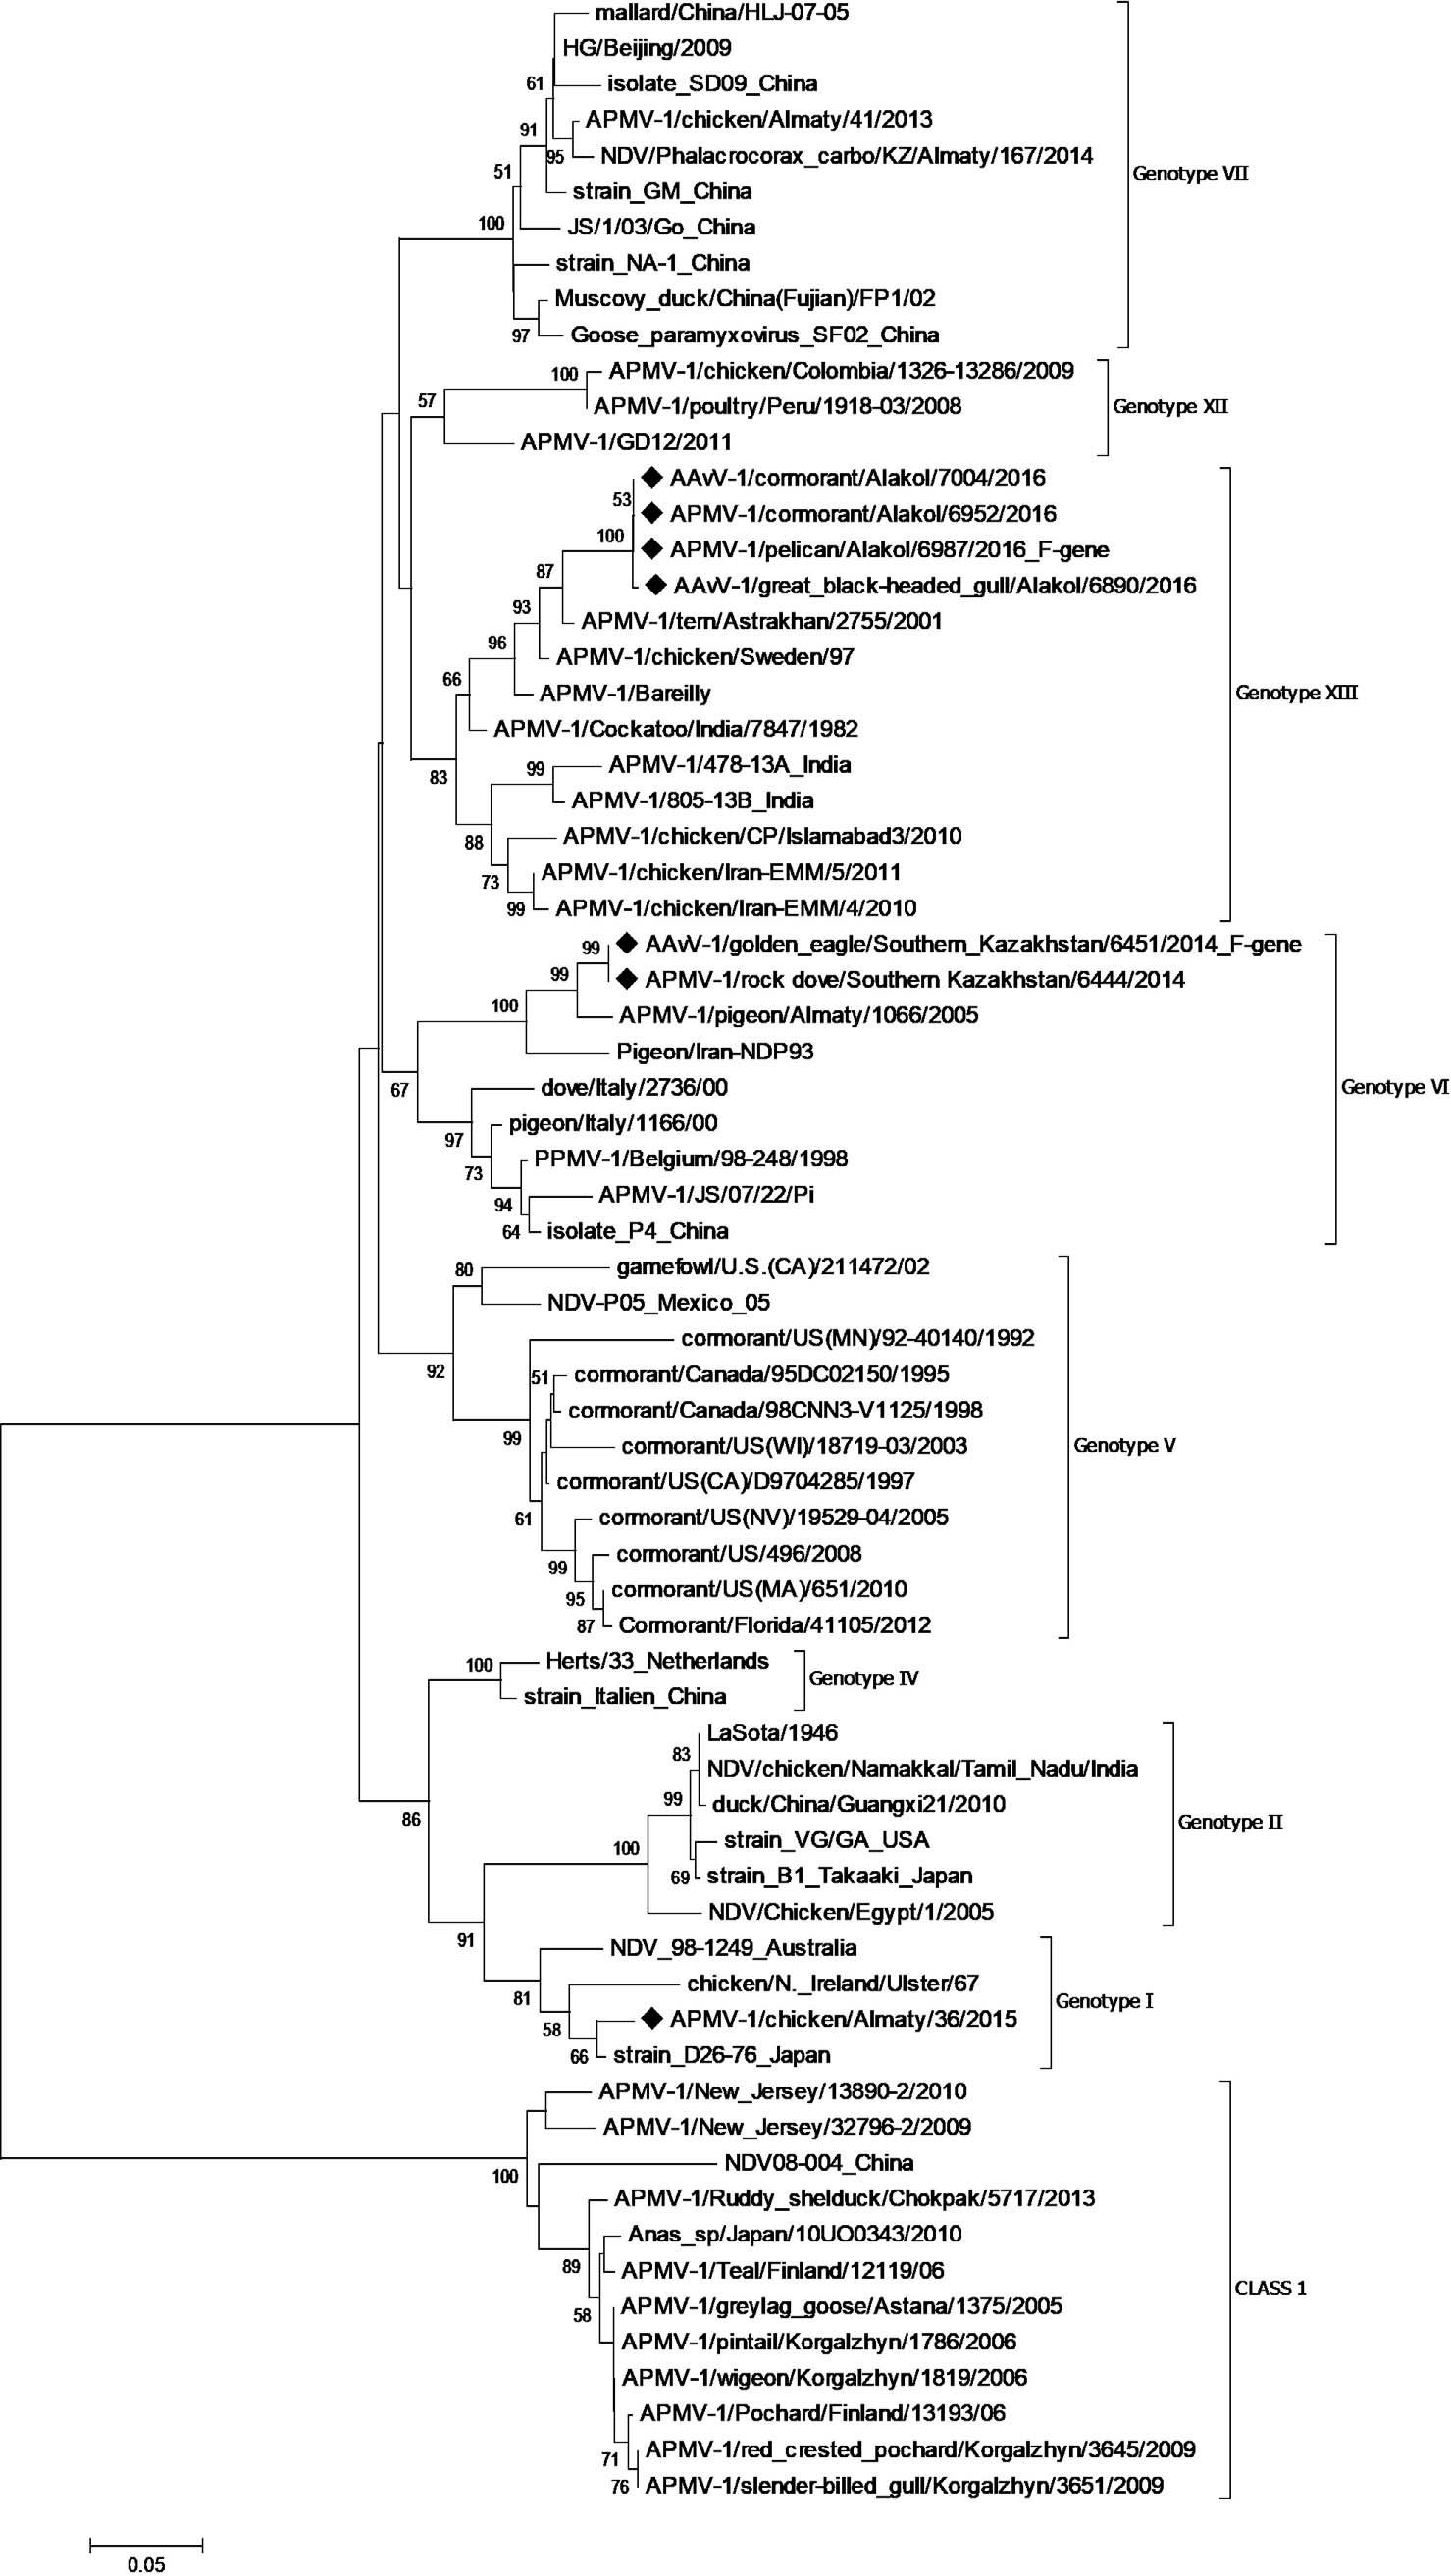 mallard/China/HLJ-07-05
HG/Beijing/2009
61
isolate_SD09_China
APMV-1/chicken/Almaty/41/2013
91
95
NDV/Phalacrocorax_carbo/KZ/Almaty/167/2014
51
Genotype VII
strain_GM_China
100
JS/1/03/Go_China
strain_NA-1_China
Muscovy_duck/China(Fujian)/FP1/02
97
Goose_paramyxovirus_SF02_China
100
APMV-1/chicken/Colombia/1326-13286/2009
57
APMV-1/poultry/Peru/1918-03/2008
Genotype XII
APMV-1/GD12/2011
AAvV-1/cormorant/Alakol/7004/2016
53
APMV-1/cormorant/Alakol/6952/2016
100
APMV-1/pelican/Alakol/6987/2016_F-gene
87
AAvV-1/great_black-headed_gull/Alakol/6890/2016
93
APMV-1/tern/Astrakhan/2755/2001
96
APMV-1/chicken/Sweden/97
66
APMV-1/Bareilly
Genotype XIII
APMV-1/Cockatoo/India/7847/1982
83
99
APMV-1/478-13A_India
APMV-1/805-13B_India
88
APMV-1/chicken/CP/Islamabad3/2010
73
APMV-1/chicken/Iran-EMM/5/2011
99
APMV-1/chicken/Iran-EMM/4/2010
99
AAvV-1/golden_eagle/Southern_Kazakhstan/6451/2014_F-gene
99
APMV-1/rock dove/Southern Kazakhstan/6444/2014
100
APMV-1/pigeon/Almaty/1066/2005
Pigeon/Iran-NDP93
67
dove/Italy/2736/00
Genotype VI
97
pigeon/Italy/1166/00
73
PPMV-1/Belgium/98-248/1998
94
APMV-1/JS/07/22/Pi
64
isolate_P4_China
80
gamefowl/U.S.(CA)/211472/02
NDV-P05_Mexico_05
92
cormorant/US(MN)/92-40140/1992
51
cormorant/Canada/95DC02150/1995
cormorant/Canada/98CNN3-V1125/1998
99
cormorant/US(WI)/18719-03/2003
Genotype V
cormorant/US(CA)/D9704285/1997
61
cormorant/US(NV)/19529-04/2005
99
cormorant/US/496/2008
95
cormorant/US(MA)/651/2010
87
Cormorant/Florida/41105/2012
100
Herts/33_Netherlands
Genotype IV
strain_Italien_China
LaSota/1946
83
NDV/chicken/Namakkal/Tamil_Nadu/India
99
duck/China/Guangxi21/2010
Genotype II
86
100
strain_VG/GA_USA
69
strain_B1_Takaaki_Japan
NDV/Chicken/Egypt/1/2005
91
NDV_98-1249_Australia
81
chicken/N._Ireland/Ulster/67
Genotype I
58
APMV-1/chicken/Almaty/36/2015
66
strain_D26-76_Japan
APMV-1/New_Jersey/13890-2/2010
APMV-1/New_Jersey/32796-2/2009
100
NDV08-004_China
APMV-1/Ruddy_shelduck/Chokpak/5717/2013
Anas_sp/Japan/10UO0343/2010
89
APMV-1/Teal/Finland/12119/06
CLASS 1
58
APMV-1/greylag_goose/Astana/1375/2005
APMV-1/pintail/Korgalzhyn/1786/2006
APMV-1/wigeon/Korgalzhyn/1819/2006
APMV-1/Pochard/Finland/13193/06
71
APMV-1/red_crested_pochard/Korgalzhyn/3645/2009
76
APMV-1/slender-billed_gull/Korgalzhyn/3651/2009
0.05